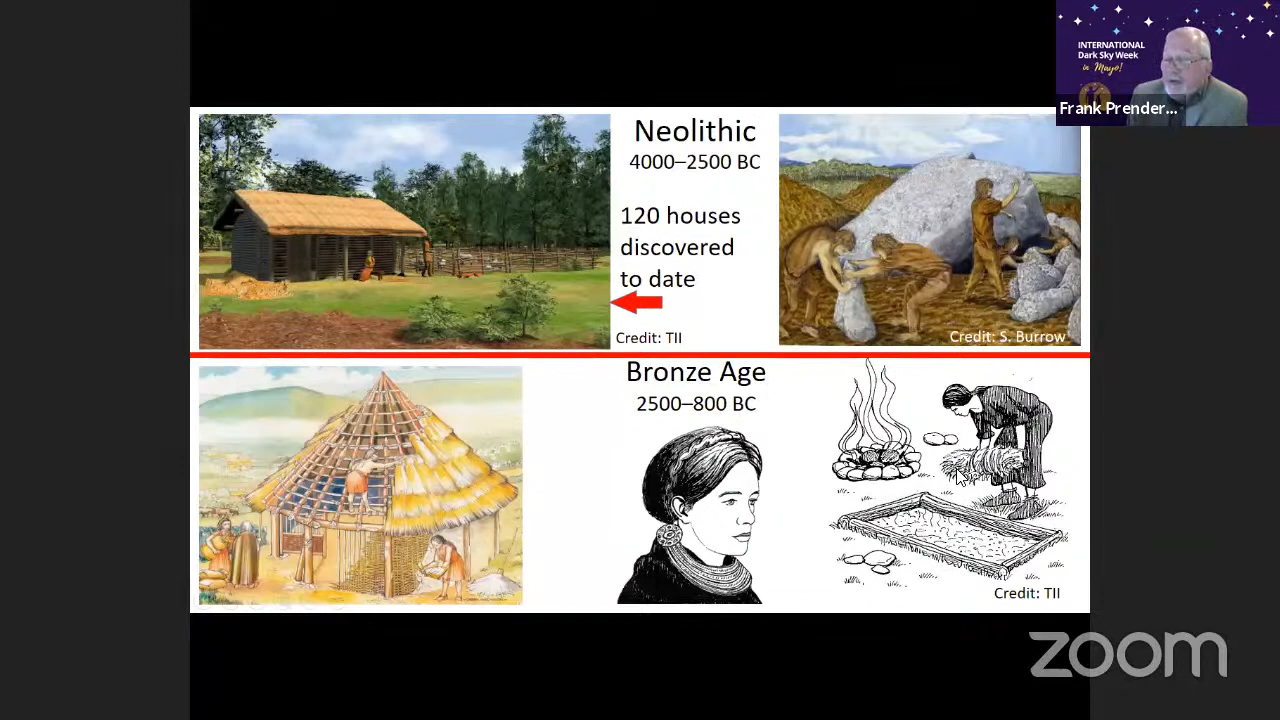 INTERNATIONAL
Dark Sky Week
in Mayo!
Frank Prender...
Neolithic
4000–2500 BC
120 houses
discovered
to date
Credit: TII
Credit: S. Burrow
Bronze Age
2500–800 BC
Credit: TII
zoom